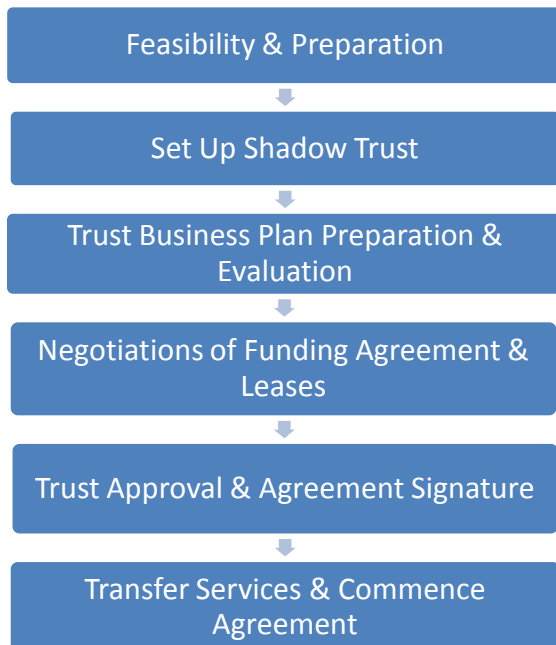 Feasibility & Preparation
Set Up Shadow Trust
Trust Business Plan Preparation &
Evaluation
Negotiations of Funding Agreement &
Leases
Trust Approval & Agreement Signature
Transfer Services & Commence
Agreement